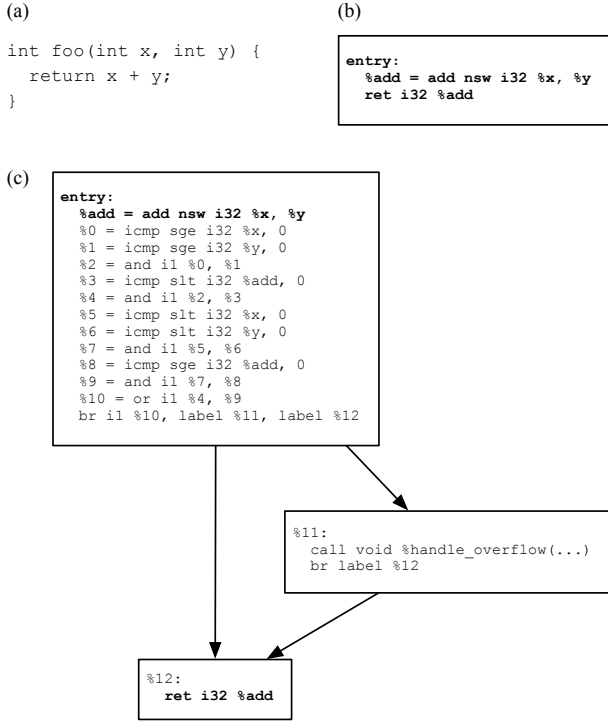 (a)
int foo(int x, int y) {
  return x + y;
}
(b)
entry:
  %add = add nsw i32 %x, %y
  ret i32 %add
(c)
entry:
  %add = add nsw i32 %x, %y
  %0 = icmp sge i32 %x, 0
  %1 = icmp sge i32 %y, 0
  %2 = and i1 %0, %1
  %3 = icmp slt i32 %add, 0
  %4 = and i1 %2, %3
  %5 = icmp slt i32 %x, 0
  %6 = icmp slt i32 %y, 0
  %7 = and i1 %5, %6
  %8 = icmp sge i32 %add, 0
  %9 = and i1 %7, %8
  %10 = or i1 %4, %9
  br i1 %10, label %11, label %12
%11:
  call void %handle_overflow(...)
  br label %12
%12:
  ret i32 %add